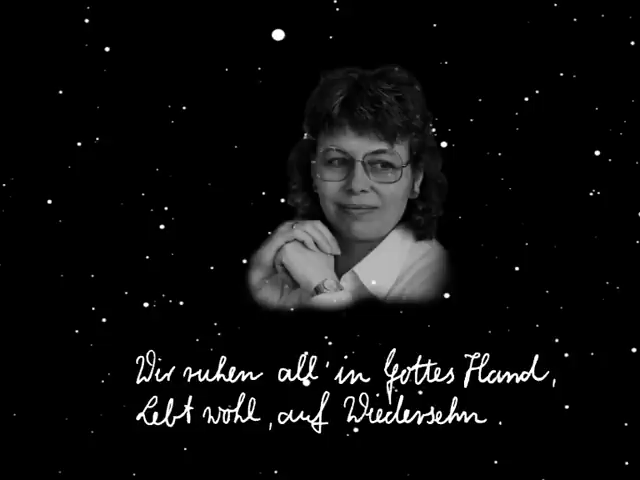 Wir ruhen all' in Gottes Hand,
Lebt wohl, auf Wiedersehn.